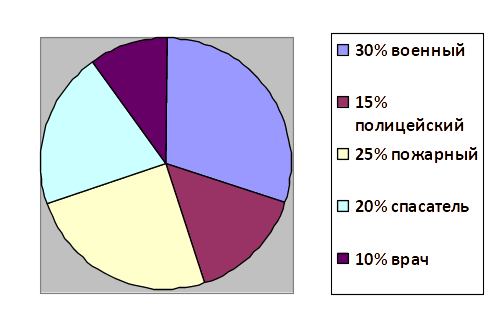 30% военный
15%
полицейский
25% пожарный
20% спасатель
10% врач